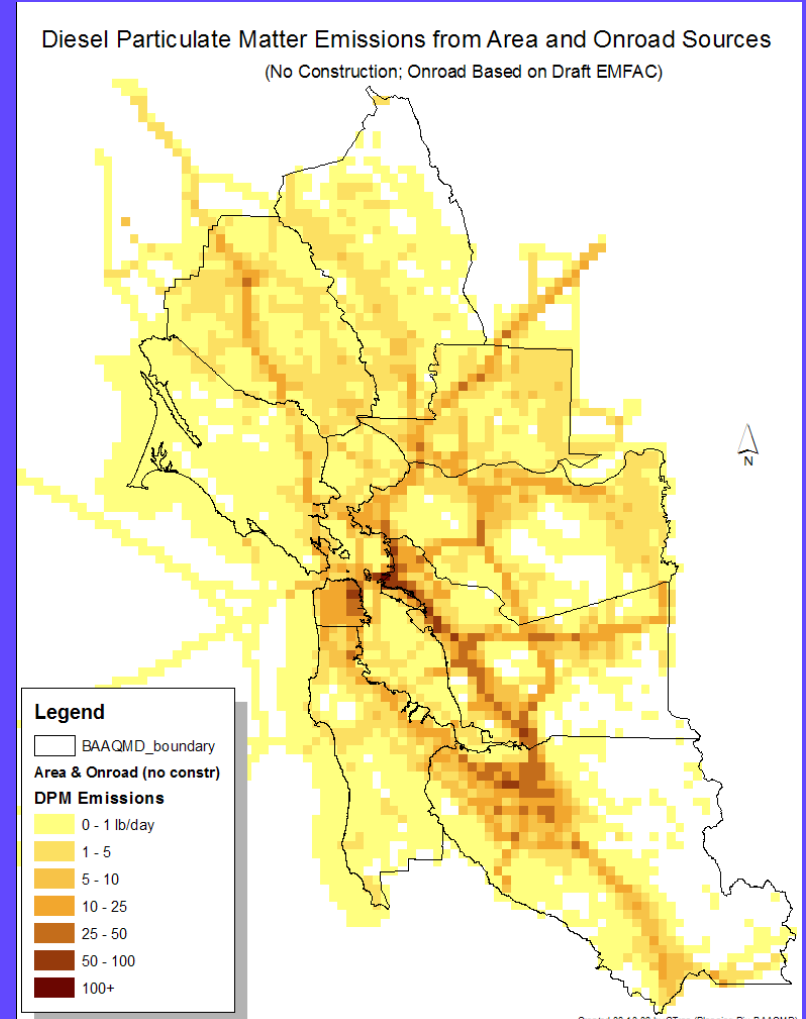 Diesel Particulate Matter Emissions from Area and Onroad Sources
(No Construction; Onroad Based on Draft EMFAC)
N
Legend
BAAQMD_boundary
Area & Onroad (no constr)
DPM Emissions
0 - 1 lb/day
1 - 5
5 - 10
10 - 25
25 - 50
50 - 100
100+